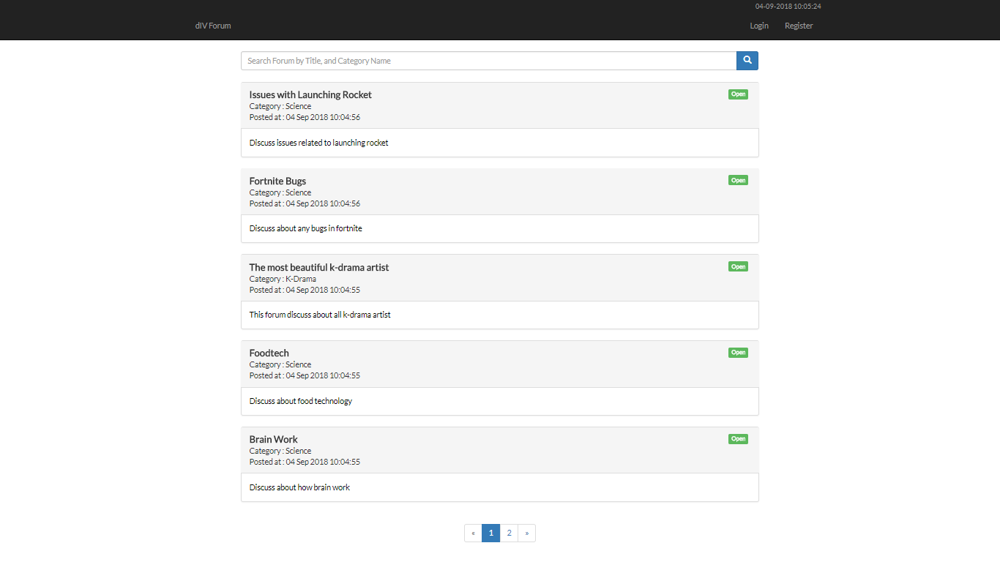 04-09-2018 10:05:24
dIV Forum Login Register
Search Forum by Title, and Category Name
Issues with Launching Rocket Open
Category : Science
Posted at : 04 Sep 2018 10:04:56
Discuss issues related to launching rocket
Fortnite Bugs Open
Category : Science
Posted at : 04 Sep 2018 10:04:56
Discuss about any bugs in fortnite
The most beautiful k-drama artist Open
Category : K-Drama
Posted at : 04 Sep 2018 10:04:55
This forum discuss about all k-drama artist
Foodtech Open
Category : Science
Posted at : 04 Sep 2018 10:04:55
Discuss about food technology
Brain Work Open
Category : Science
Posted at : 04 Sep 2018 10:04:55
Discuss about how brain work
« 1 2 »